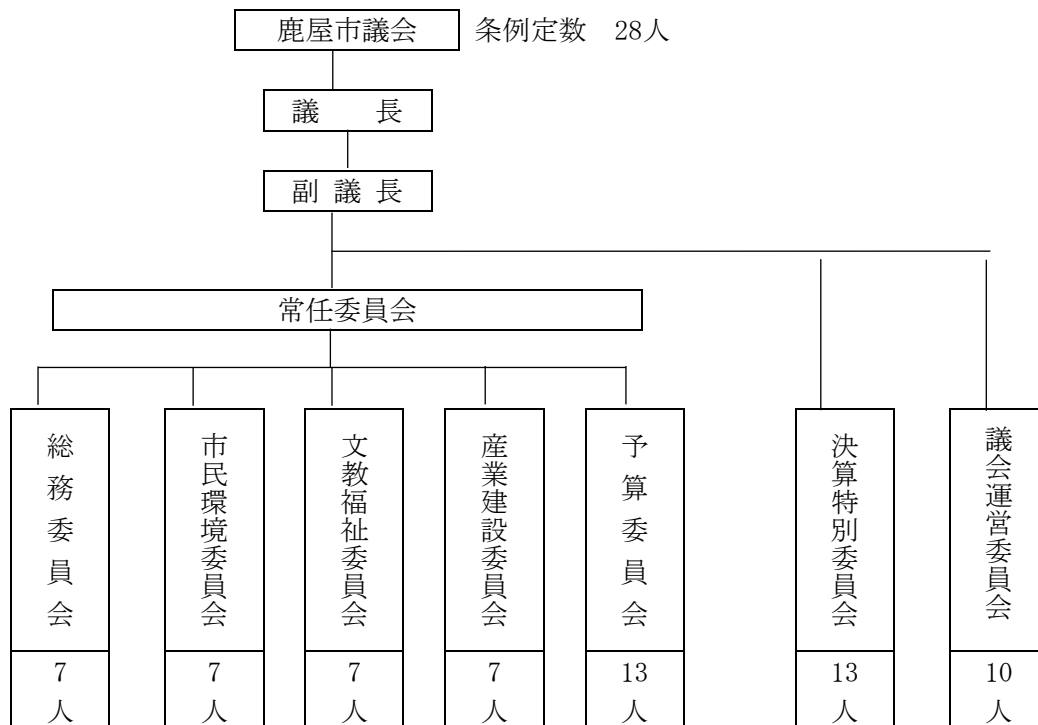 鹿屋市議会 条例定数 28人
議 長
副 議 長
常任委員会
総務委員会
7人
市民環境委員会
7人
文教福祉委員会
7人
産業建設委員会
7人
予算委員会
13人
決算特別委員会
13人
議会運営委員会
10人